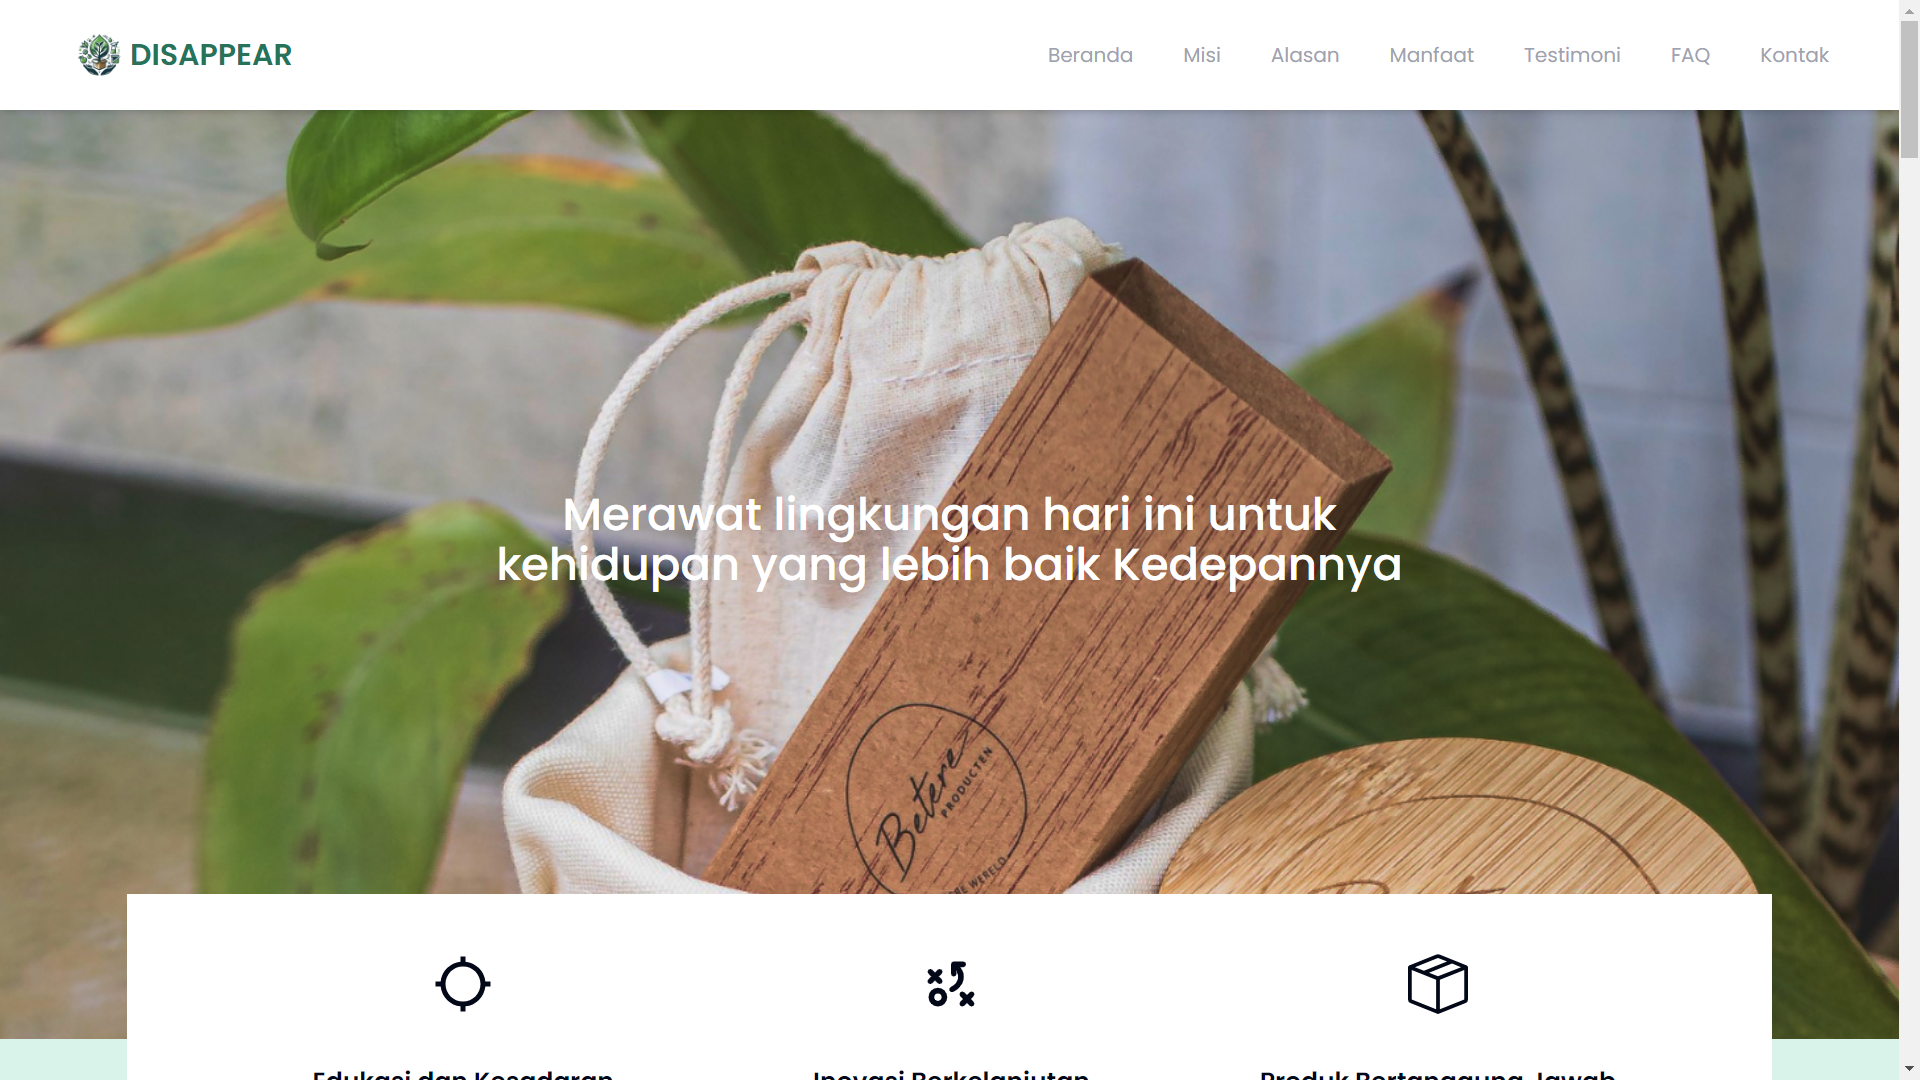 DISAPPEAR
Beranda Misi Alasan Manfaat Testimoni FAQ Kontak
Merawat lingkungan hari ini untuk
kehidupan yang lebih baik Kedepannya
Betere
PRODUCTEN
WERELD
Edukasi dan Kesadaran Inovasi Berkelanjutan Produk Bertanggung Jawab